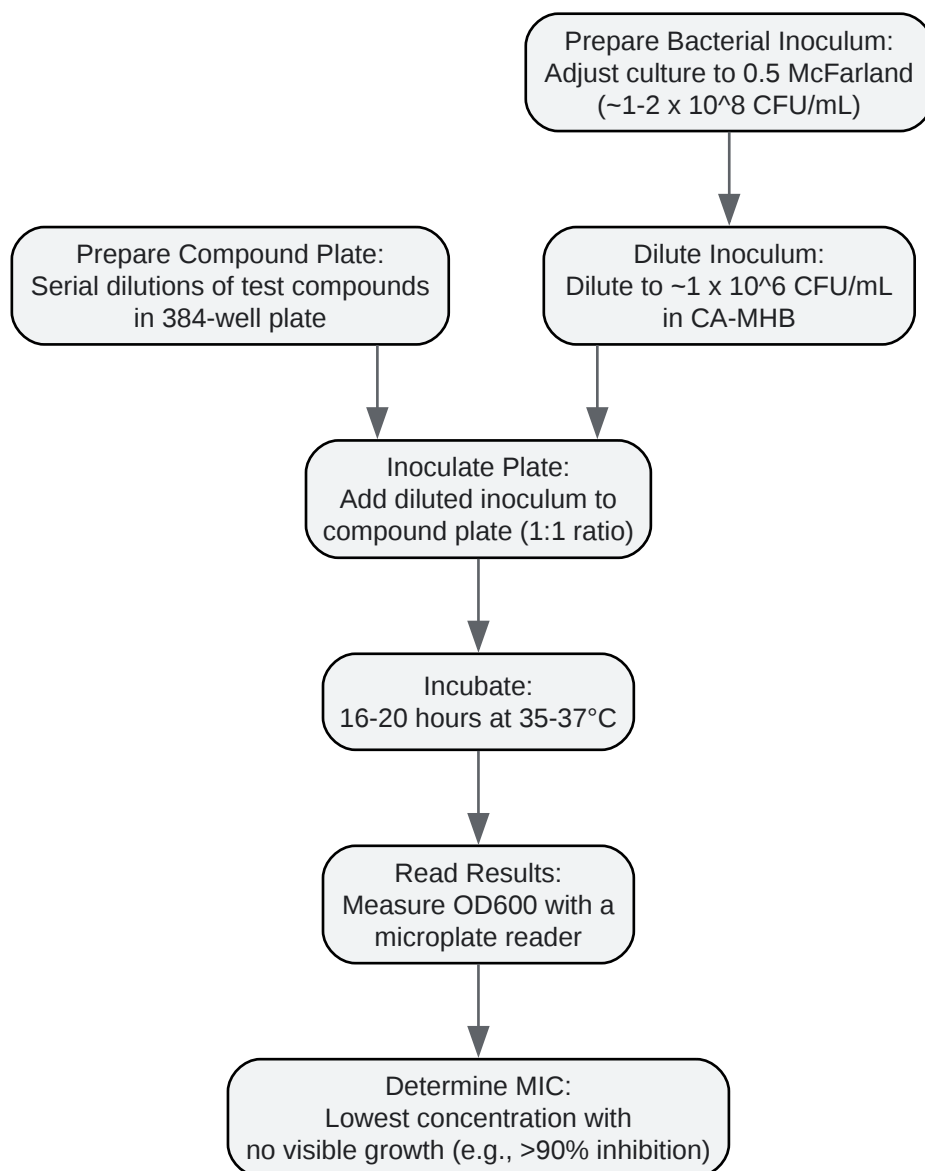 Prepare Bacterial Inoculum:
Adjust culture to 0.5 McFarland
(~1-2 x 10^8 CFU/mL)
Prepare Compound Plate:
Serial dilutions of test compounds
in 384-well plate
Dilute Inoculum:
Dilute to ~1 x 10^6 CFU/mL
in CA-MHB
Inoculate Plate:
Add diluted inoculum to
compound plate (1:1 ratio)
Incubate:
16-20 hours at 35-37°C
Read Results:
Measure OD600 with a
microplate reader
Determine MIC:
Lowest concentration with
no visible growth (e.g., >90% inhibition)